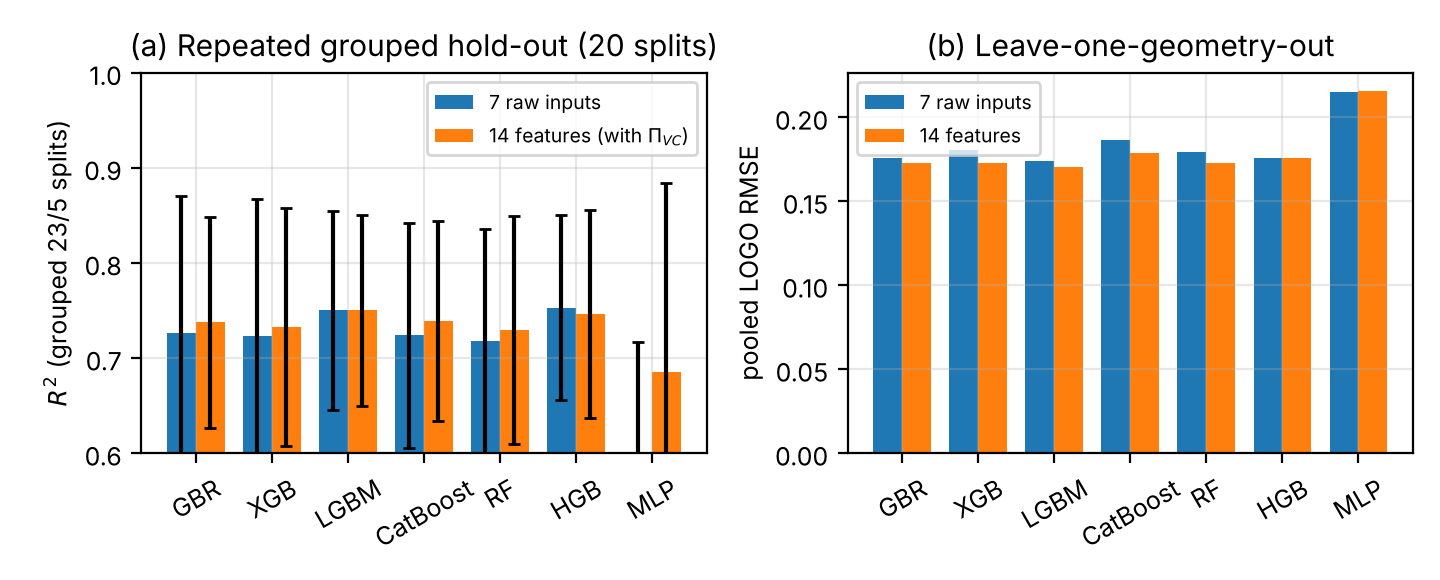 (a) Repeated grouped hold-out (20 splits)
R² (grouped 23/5 splits)
1.0
0.9
0.8
0.7
0.6
7 raw inputs
14 features (with Π_VC)
GBR
XGB
LGBM
CatBoost
RF
HGB
MLP
(b) Leave-one-geometry-out
pooled LOGO RMSE
0.20
0.15
0.10
0.05
0.00
7 raw inputs
14 features
GBR
XGB
LGBM
CatBoost
RF
HGB
MLP